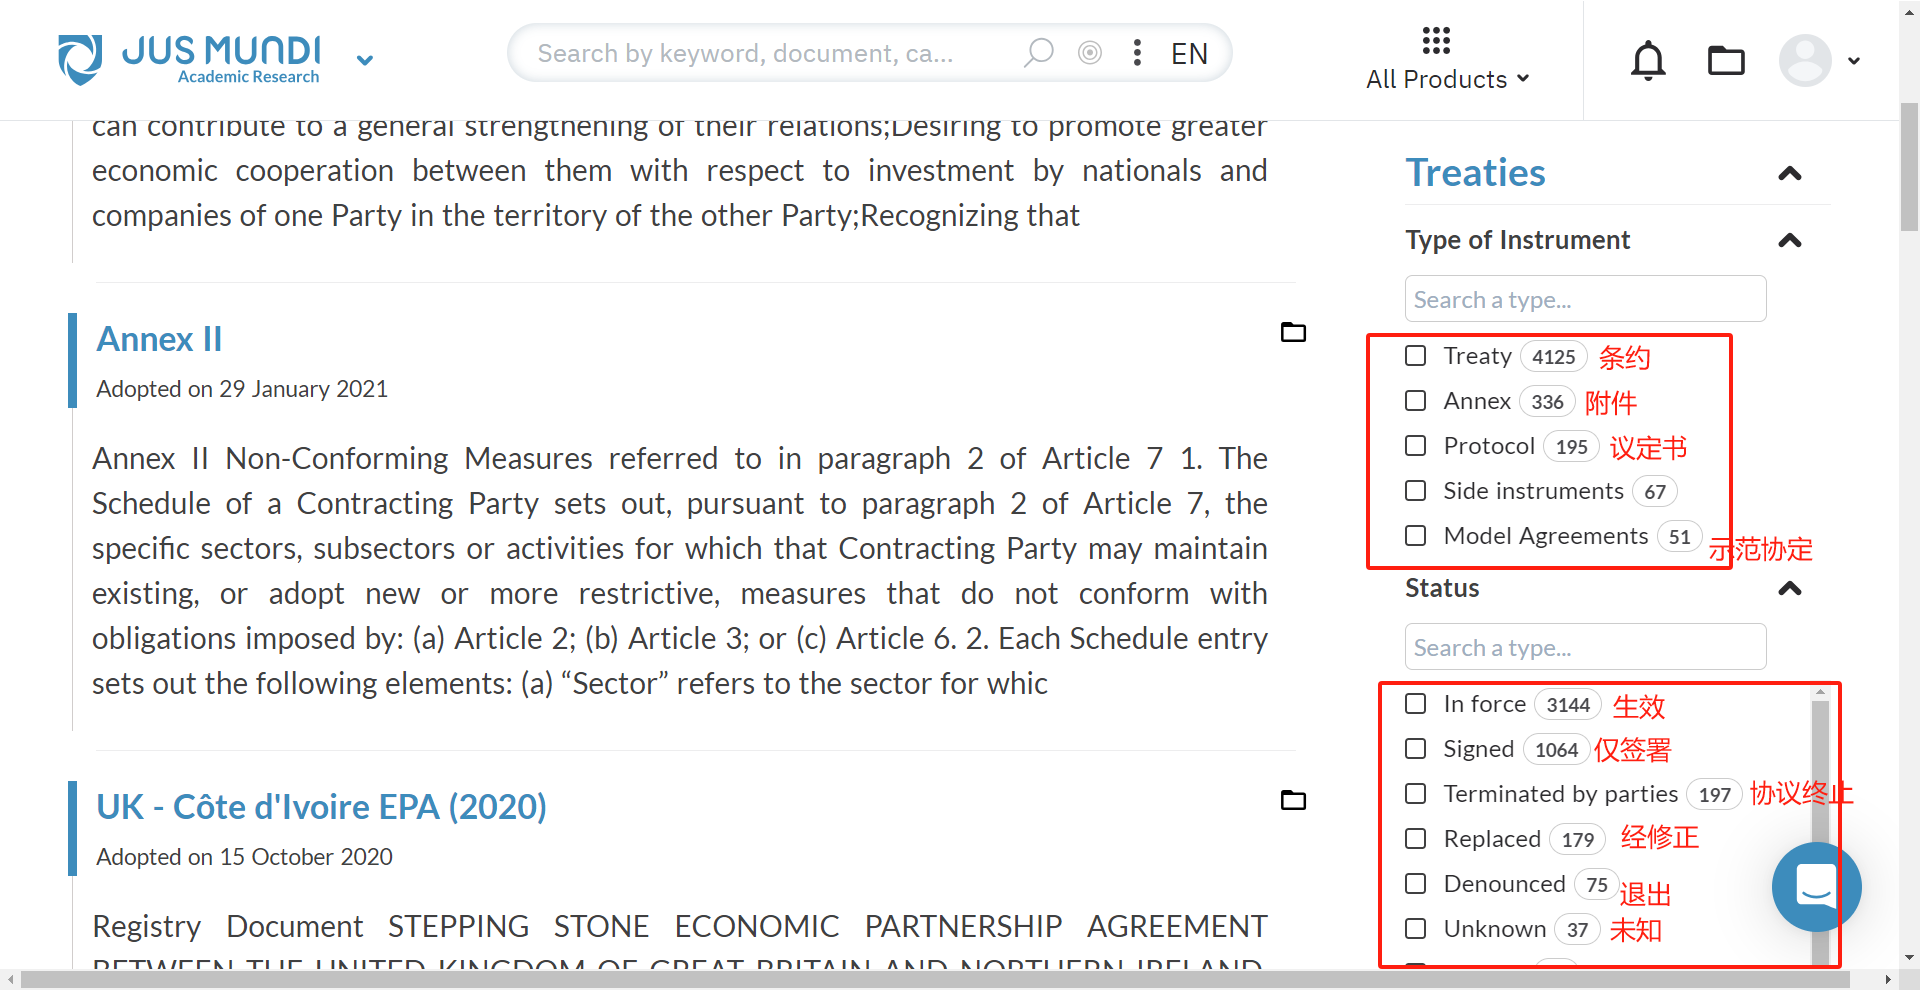 JUS MUNDI
Academic Research
Search by keyword, document, ca...
EN
All Products
can contribute to a general strengthening of their relations;Desiring to promote greater
economic cooperation between them with respect to investment by nationals and
companies of one Party in the territory of the other Party;Recognizing that
Annex II
Adopted on 29 January 2021
Annex II Non-Conforming Measures referred to in paragraph 2 of Article 7 1. The
Schedule of a Contracting Party sets out, pursuant to paragraph 2 of Article 7, the
specific sectors, subsectors or activities for which that Contracting Party may maintain
existing, or adopt new or more restrictive, measures that do not conform with
obligations imposed by: (a) Article 2; (b) Article 3; or (c) Article 6. 2. Each Schedule entry
sets out the following elements: (a) “Sector” refers to the sector for whic
UK - Côte d'Ivoire EPA (2020)
Adopted on 15 October 2020
Registry Document STEPPING STONE ECONOMIC PARTNERSHIP AGREEMENT
BETWEEN THE UNITED KINGDOM OF GREAT BRITAIN AND NORTHERN IRELAND,
Treaties
Type of Instrument
Search a type...
Treaty 4125 条约
Annex 336 附件
Protocol 195 议定书
Side instruments 67
Model Agreements 51 示范协定
Status
Search a type...
In force 3144 生效
Signed 1064 仅签署
Terminated by parties 197 协议终止
Replaced 179 经修正
Denounced 75 退出
Unknown 37 未知